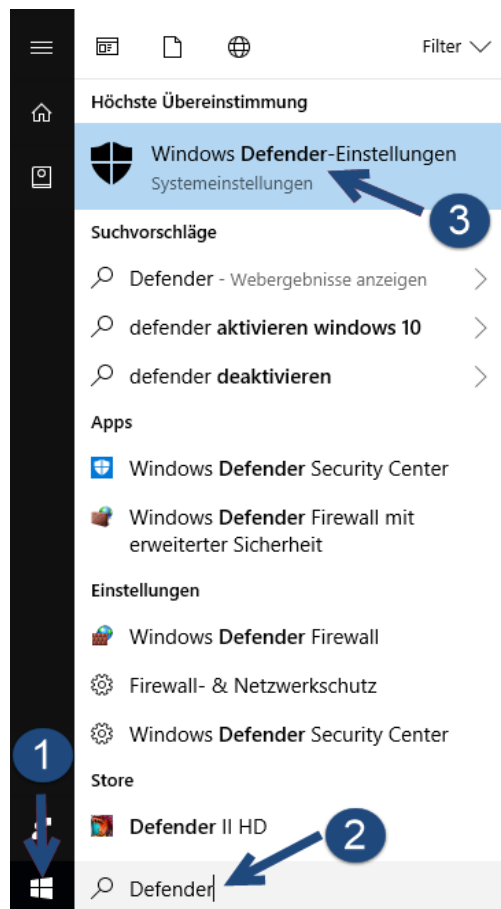 Filter
Höchste Übereinstimmung
Windows Defender-Einstellungen
Systemeinstellungen
3
Suchvorschläge
Defender - Webergebnisse anzeigen
defender aktivieren windows 10
defender deaktivieren
Apps
Windows Defender Security Center
Windows Defender Firewall mit
erweiterter Sicherheit
Einstellungen
Windows Defender Firewall
Firewall- & Netzwerkschutz
Windows Defender Security Center
1
Store
Defender II HD
2
Defender